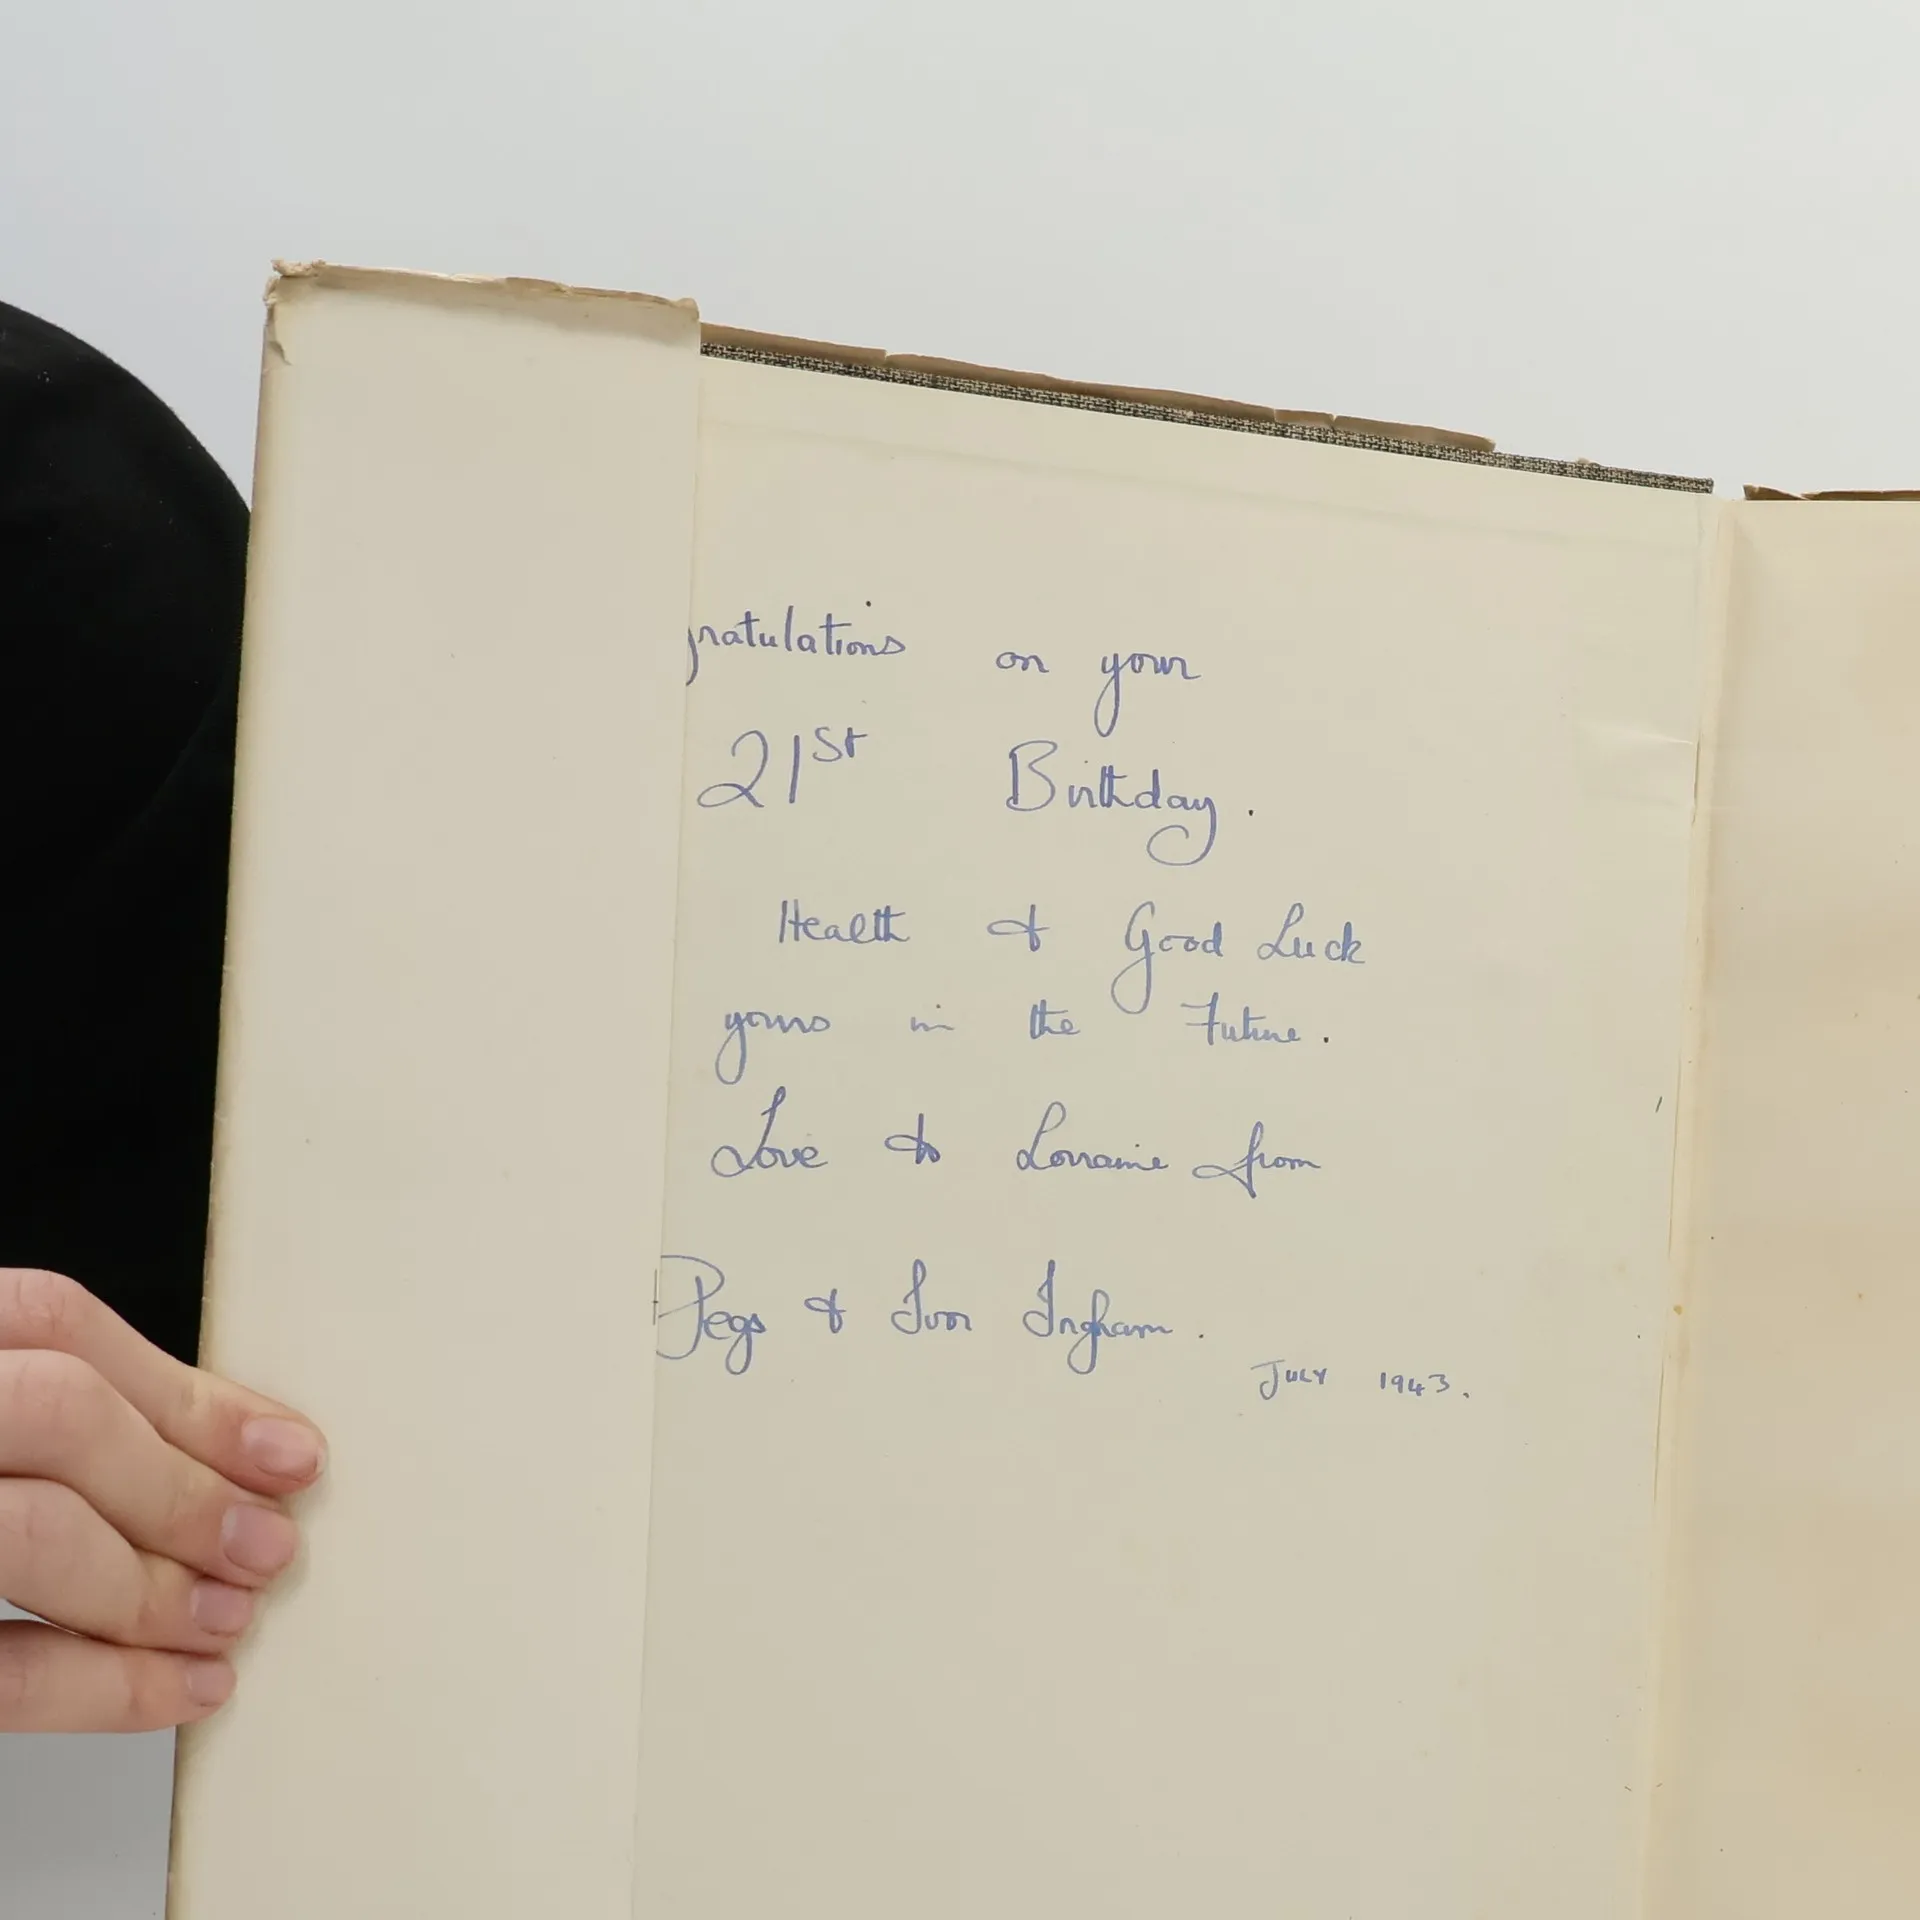 gratulations on your
21st Birthday.
Health & Good Luck
yours in the Future.
Love to Lorraine from
Pegs & Ivor Ingham.
JULY 1943.